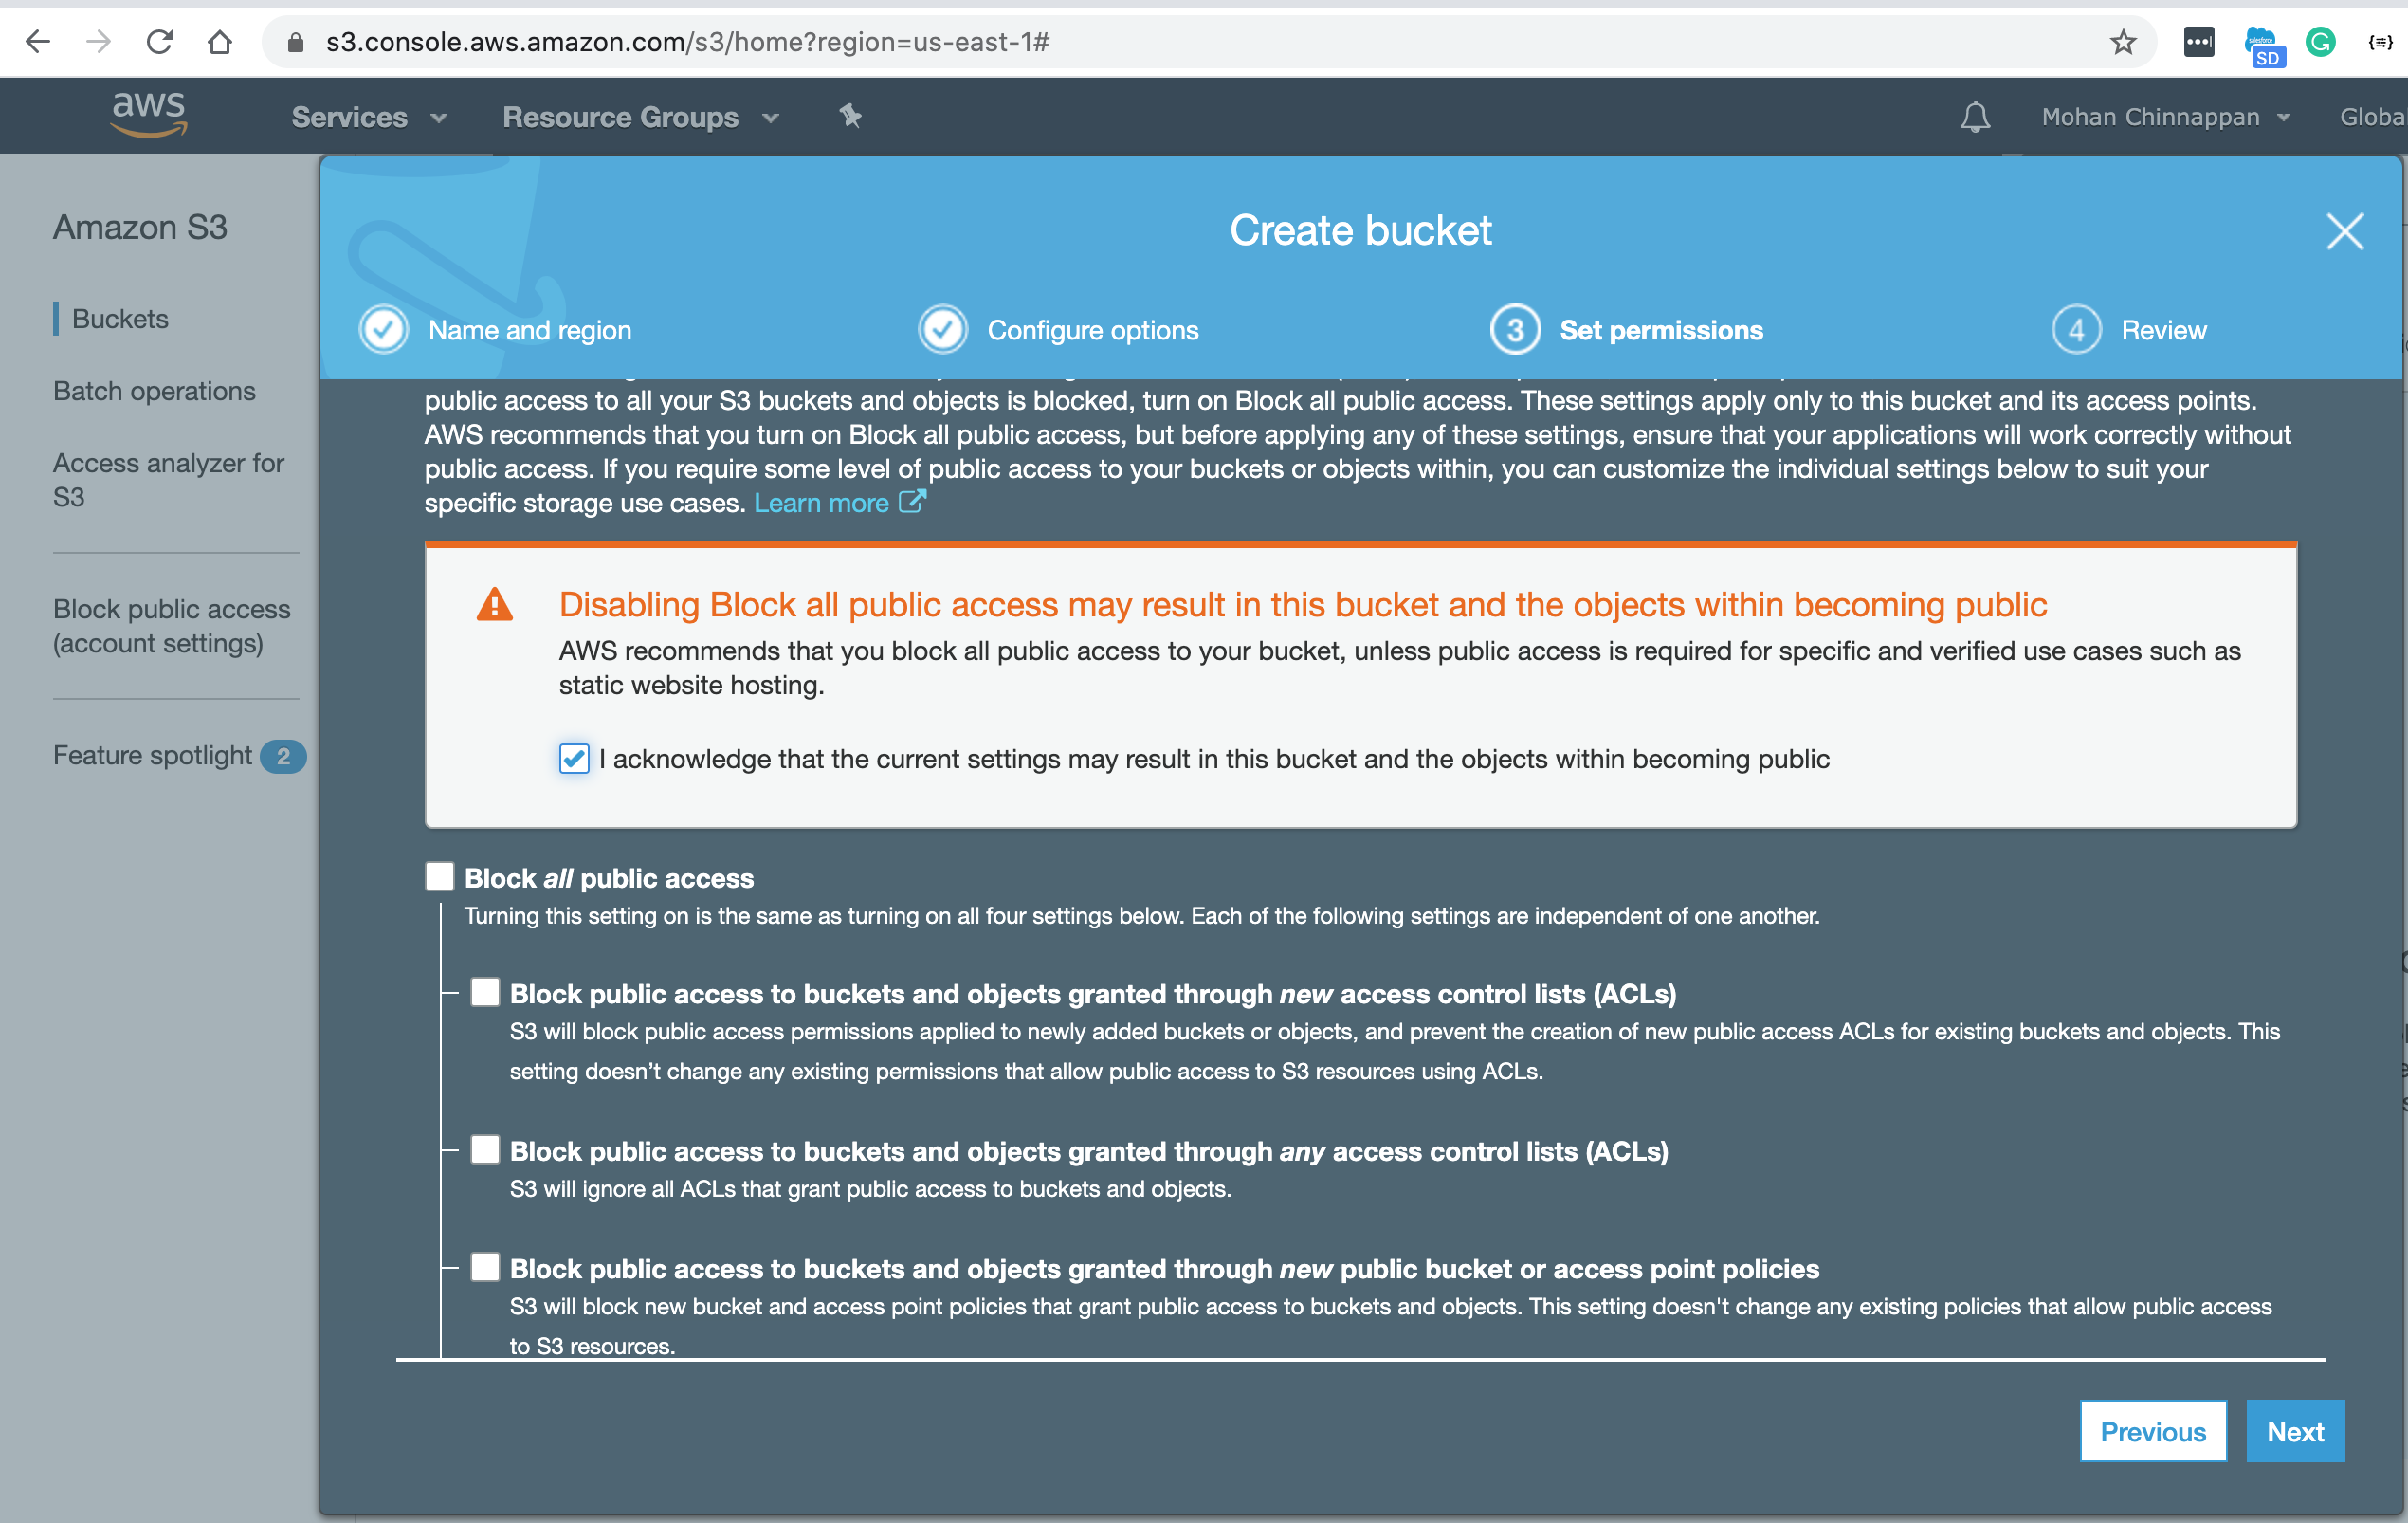 s3.console.aws.amazon.com/s3/home?region=us-east-1#
salesforce
SD
G
aws
Services
Resource Groups
Mohan Chinnappan
Globa
Amazon S3
Buckets
Batch operations
Access analyzer for
S3
Block public access
(account settings)
Feature spotlight 2
Create bucket
Name and region
Configure options
3 Set permissions
4 Review
public access to all your S3 buckets and objects is blocked, turn on Block all public access. These settings apply only to this bucket and its access points.
AWS recommends that you turn on Block all public access, but before applying any of these settings, ensure that your applications will work correctly without
public access. If you require some level of public access to your buckets or objects within, you can customize the individual settings below to suit your
specific storage use cases. Learn more
Disabling Block all public access may result in this bucket and the objects within becoming public
AWS recommends that you block all public access to your bucket, unless public access is required for specific and verified use cases such as
static website hosting.
I acknowledge that the current settings may result in this bucket and the objects within becoming public
Block all public access
Turning this setting on is the same as turning on all four settings below. Each of the following settings are independent of one another.
Block public access to buckets and objects granted through new access control lists (ACLs)
S3 will block public access permissions applied to newly added buckets or objects, and prevent the creation of new public access ACLs for existing buckets and objects. This
setting doesn’t change any existing permissions that allow public access to S3 resources using ACLs.
Block public access to buckets and objects granted through any access control lists (ACLs)
S3 will ignore all ACLs that grant public access to buckets and objects.
Block public access to buckets and objects granted through new public bucket or access point policies
S3 will block new bucket and access point policies that grant public access to buckets and objects. This setting doesn't change any existing policies that allow public access
to S3 resources.
Previous
Next